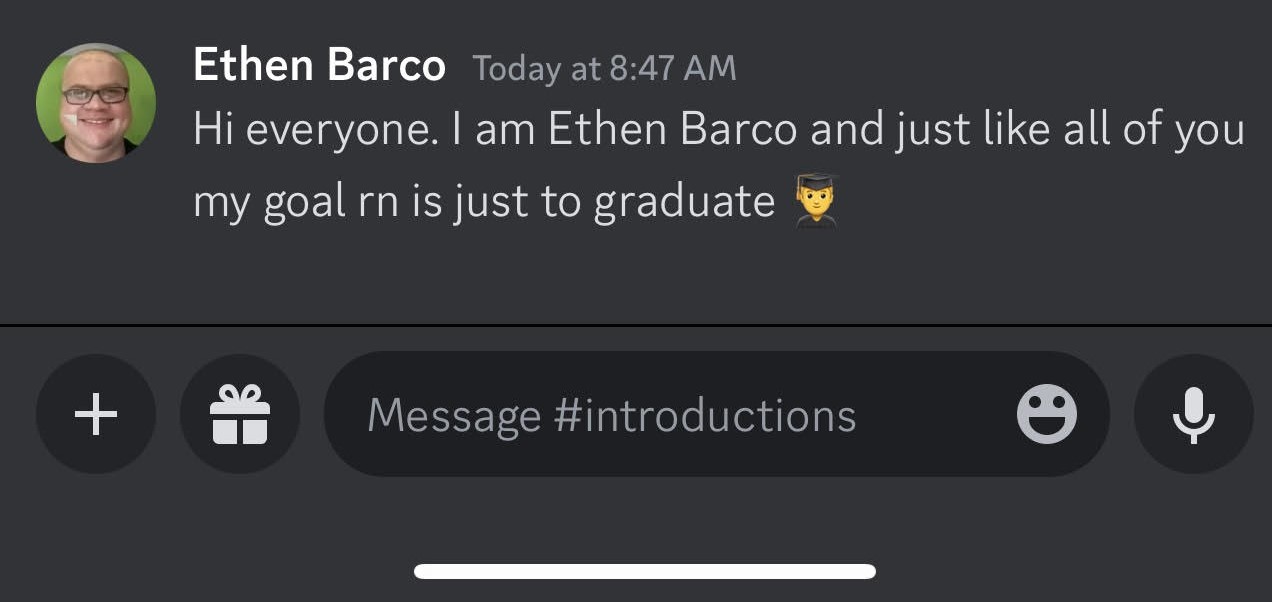 Ethen Barco Today at 8:47 AM
Hi everyone. I am Ethen Barco and just like all of you
my goal rn is just to graduate 👨‍🎓
Message #introductions